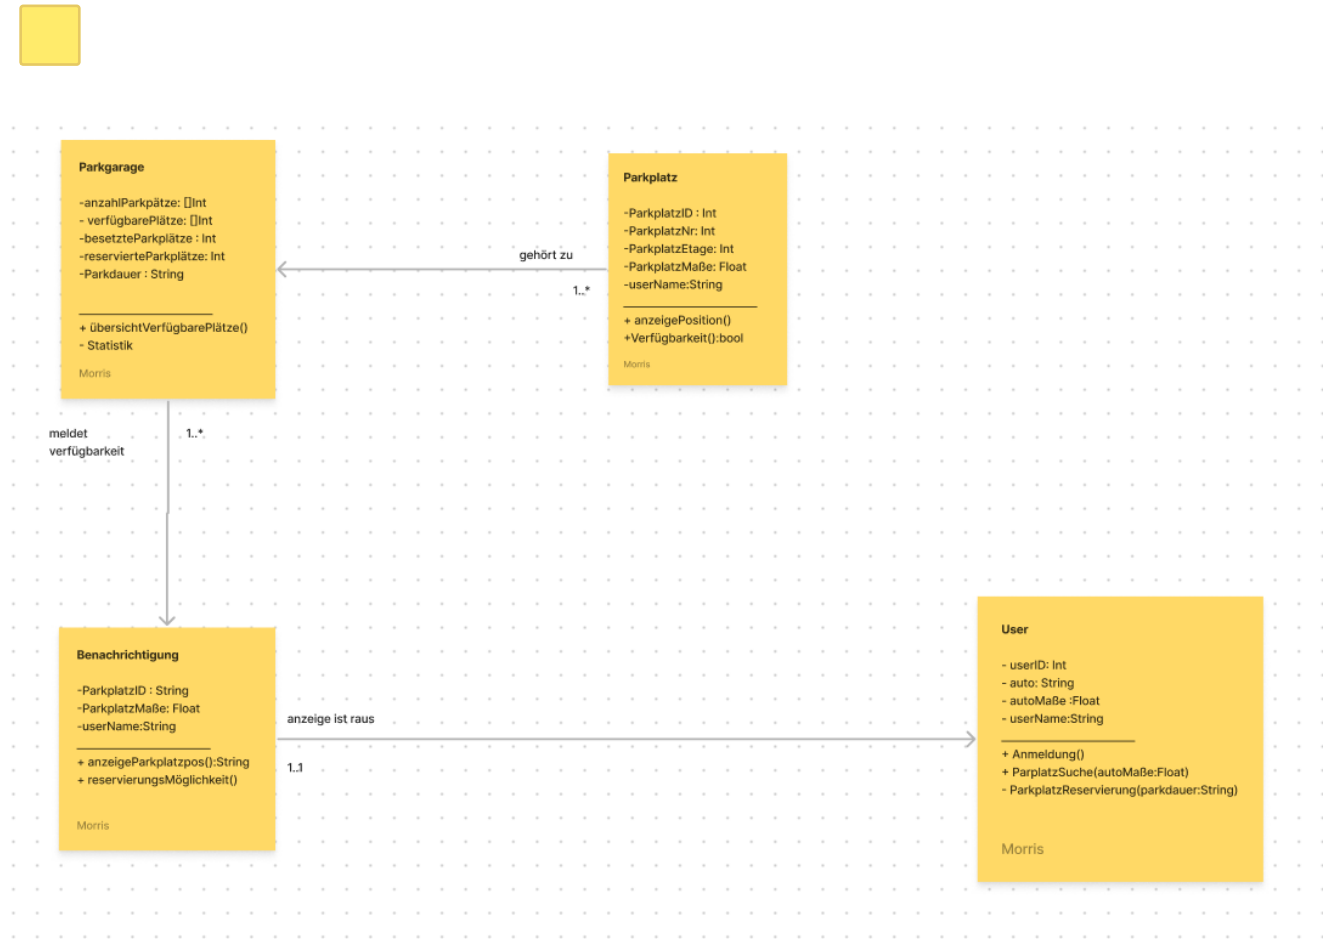 Parkgarage
-anzahlParkpätze: []Int
- verfügbarePlätze: []Int
-besetzteParkplätze : Int
-reservierteParkplätze: Int
-Parkdauer : String
+ übersichtVerfügbarePlätze()
- Statistik
Morris
gehört zu
1..*
Parkplatz
-ParkplatzID : Int
-ParkplatzNr: Int
-ParkplatzEtage: Int
-ParkplatzMaße: Float
-userName:String
+ anzeigePosition()
+Verfügbarkeit():bool
Morris
meldet
verfügbarkeit
1..*
Benachrichtigung
-ParkplatzID : String
-ParkplatzMaße: Float
-userName:String
+ anzeigeParkplatzpos():String
+ reservierungsMöglichkeit()
Morris
anzeige ist raus
1..1
User
- userID: Int
- auto: String
- autoMaße :Float
- userName:String
+ Anmeldung()
+ ParplatzSuche(autoMaße:Float)
- ParkplatzReservierung(parkdauer:String)
Morris